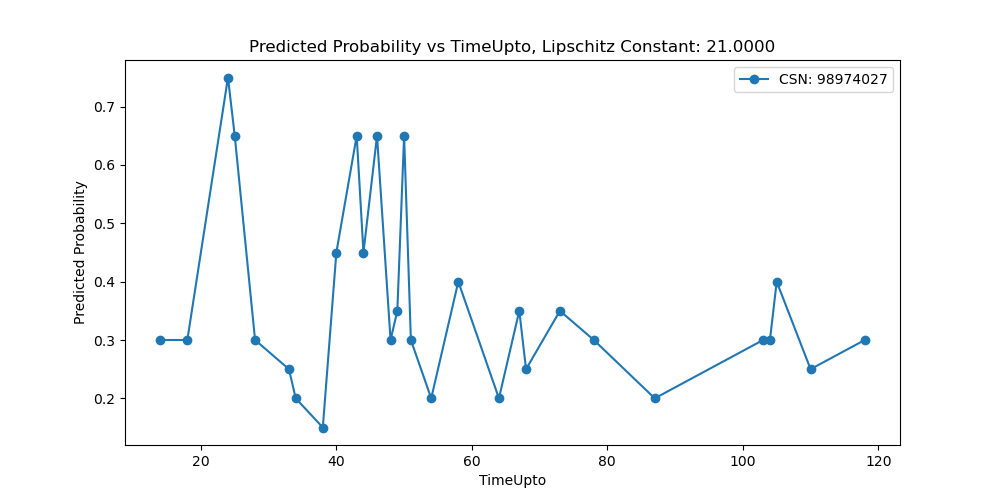 Predicted Probability vs TimeUpto, Lipschitz Constant: 21.0000
CSN: 98974027
Predicted Probability
0.7
0.6
0.5
0.4
0.3
0.2
20 40 60 80 100 120
TimeUpto